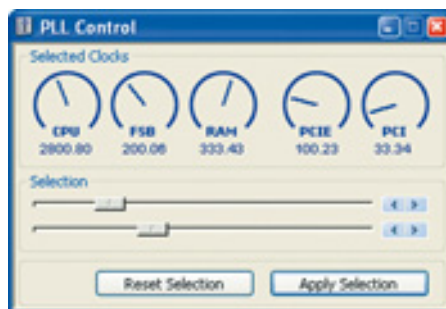 PLL Control
Selected Clocks
CPU FSB RAM PCIE PCI
2800.80 200.06 333.43 100.23 33.34
Selection
Reset Selection Apply Selection